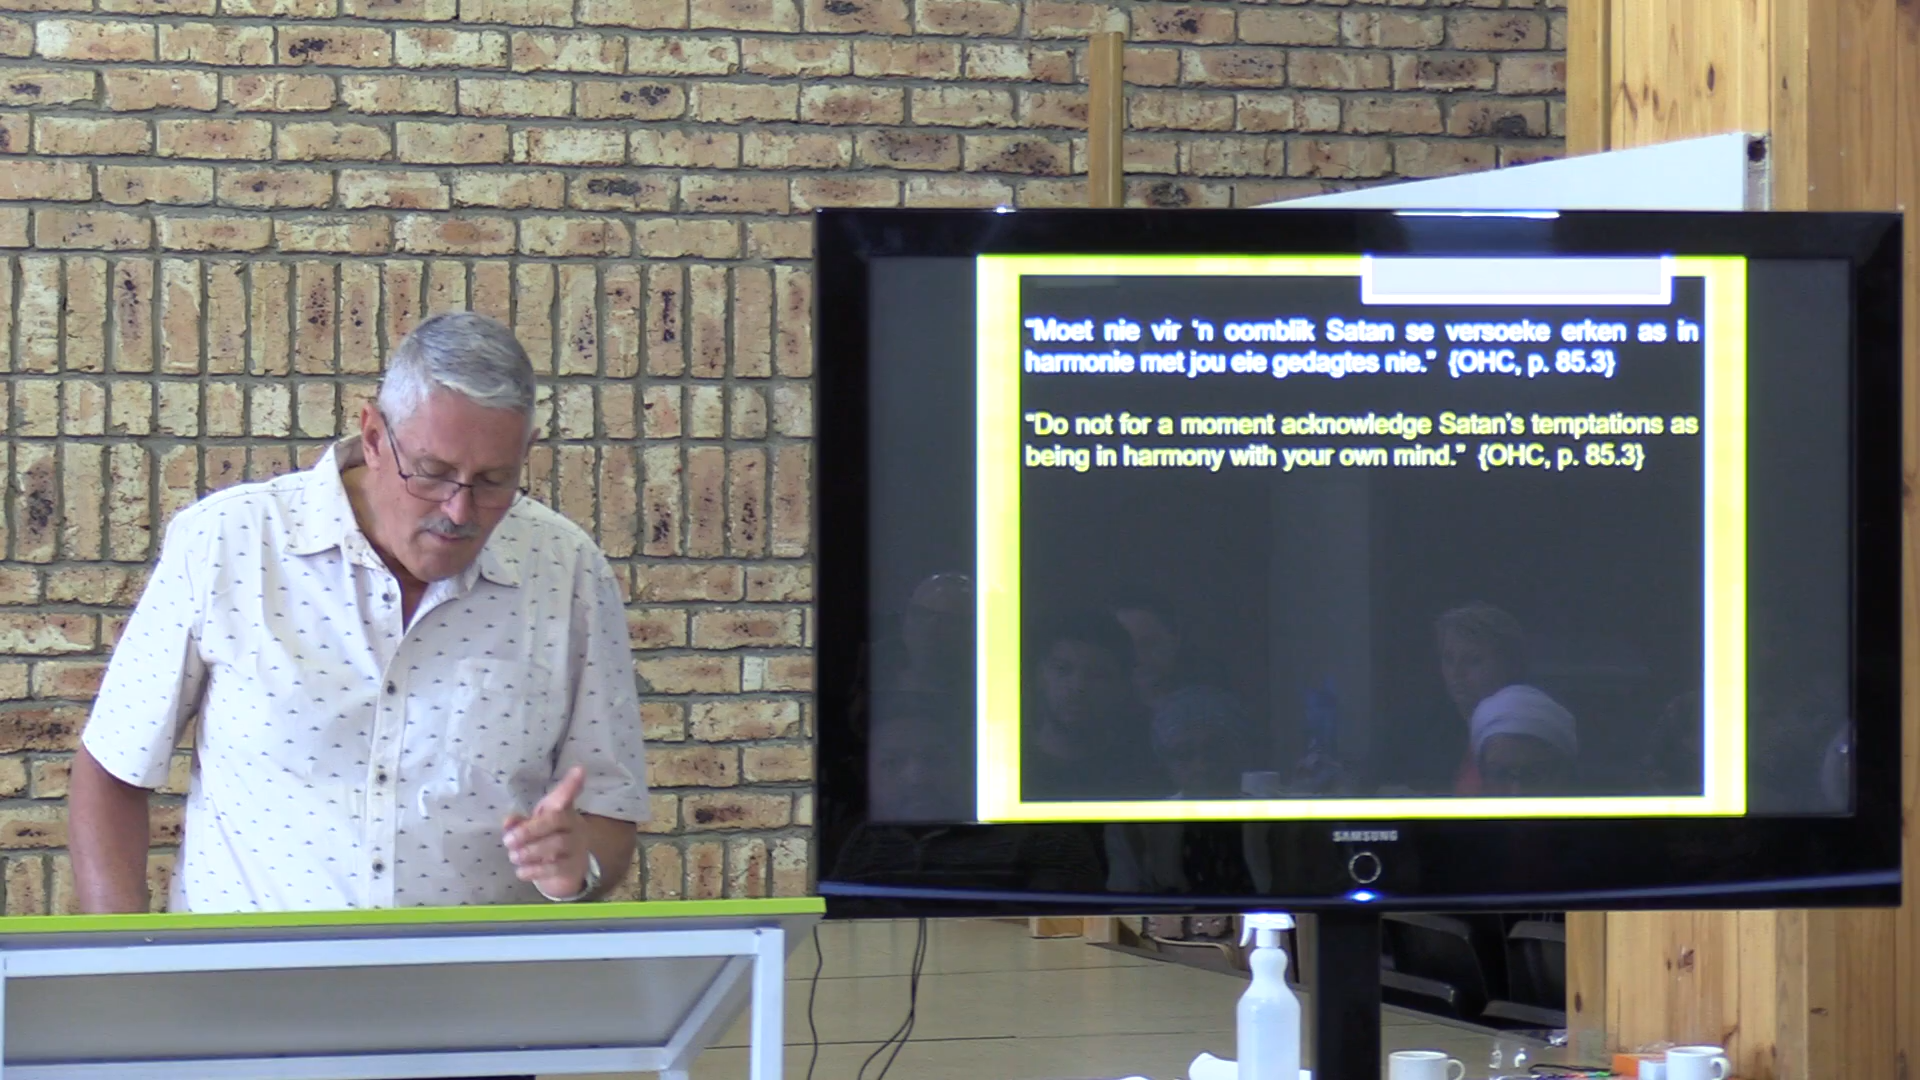 “Moet nie vir 'n oomblik Satan se versoeke erken as in
harmonie met jou eie gedagtes nie.” {OHC, p. 85.3}
“Do not for a moment acknowledge Satan’s temptations as
being in harmony with your own mind.” {OHC, p. 85.3}
SAMSUNG